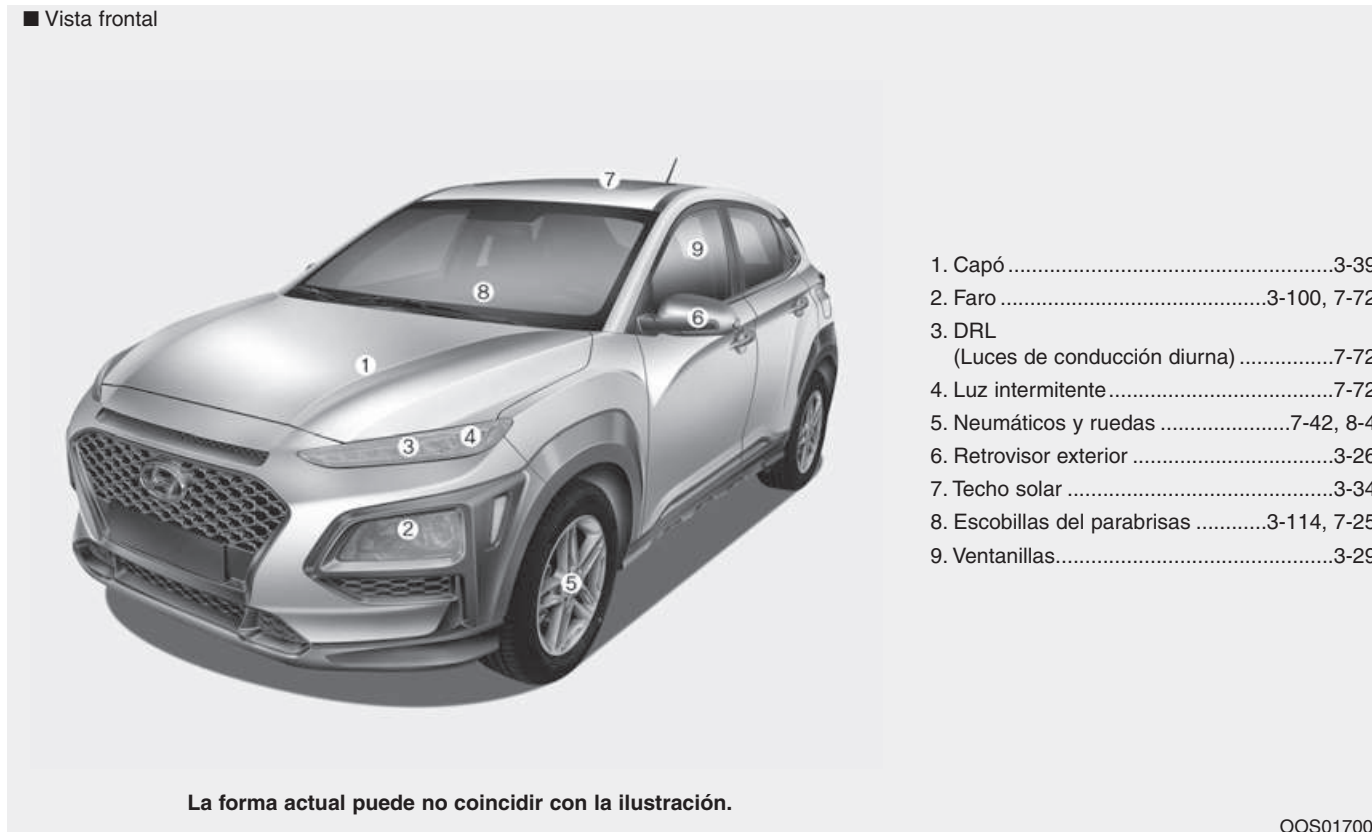 ■ Vista frontal
7
9
8
6
1
3
4
2
5
La forma actual puede no coincidir con la ilustración.
1. Capó......................................................3-39
2. Faro .............................................3-100, 7-72
3. DRL
(Luces de conducción diurna) ................7-72
4. Luz intermitente......................................7-72
5. Neumáticos y ruedas ......................7-42, 8-4
6. Retrovisor exterior ..................................3-26
7. Techo solar .............................................3-34
8. Escobillas del parabrisas ............3-114, 7-25
9. Ventanillas...............................................3-29
OOS01700